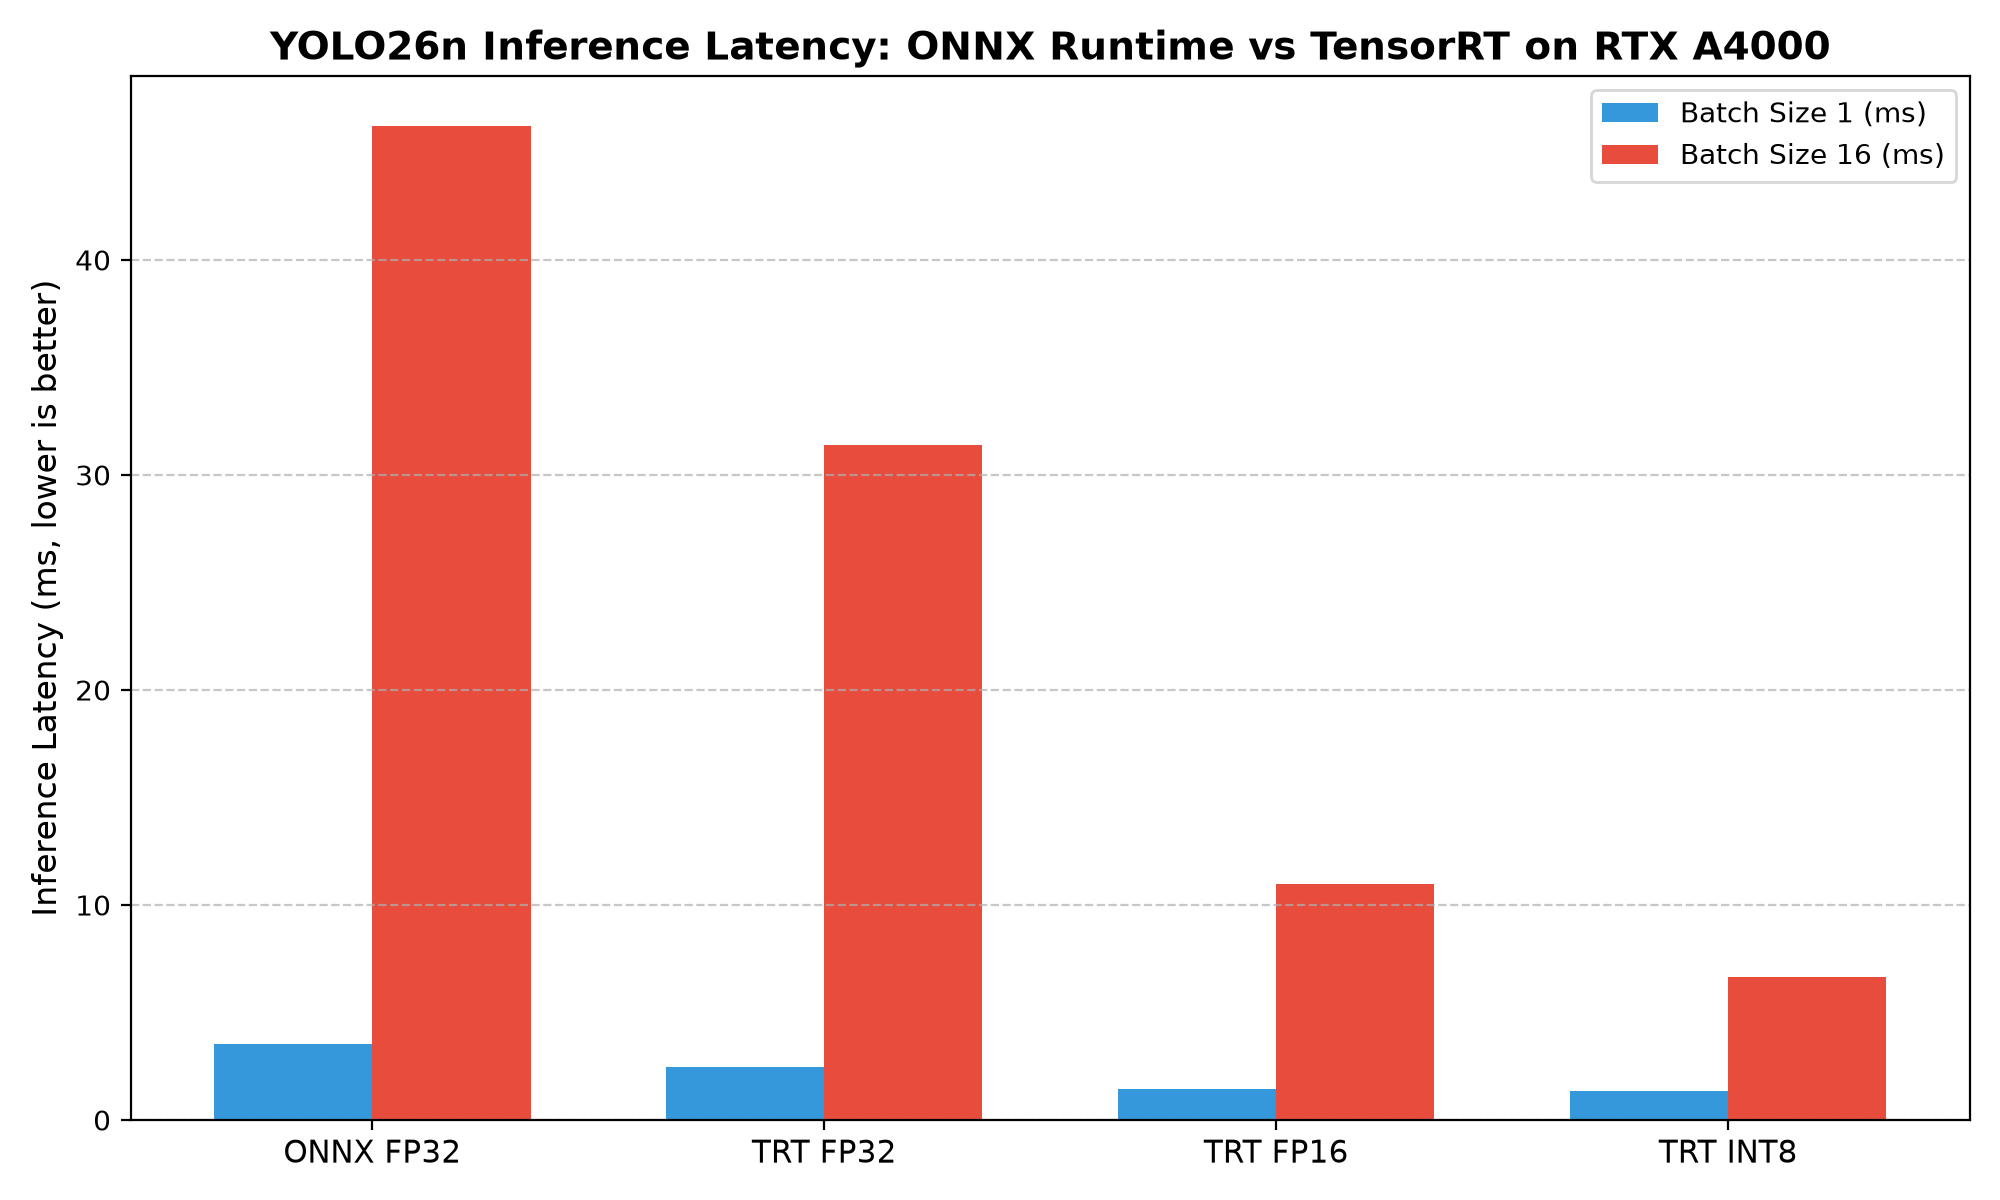 YOLO26n Inference Latency: ONNX Runtime vs TensorRT on RTX A4000
Batch Size 1 (ms)
Batch Size 16 (ms)
Inference Latency (ms, lower is better)
40
30
20
10
0
ONNX FP32
TRT FP32
TRT FP16
TRT INT8